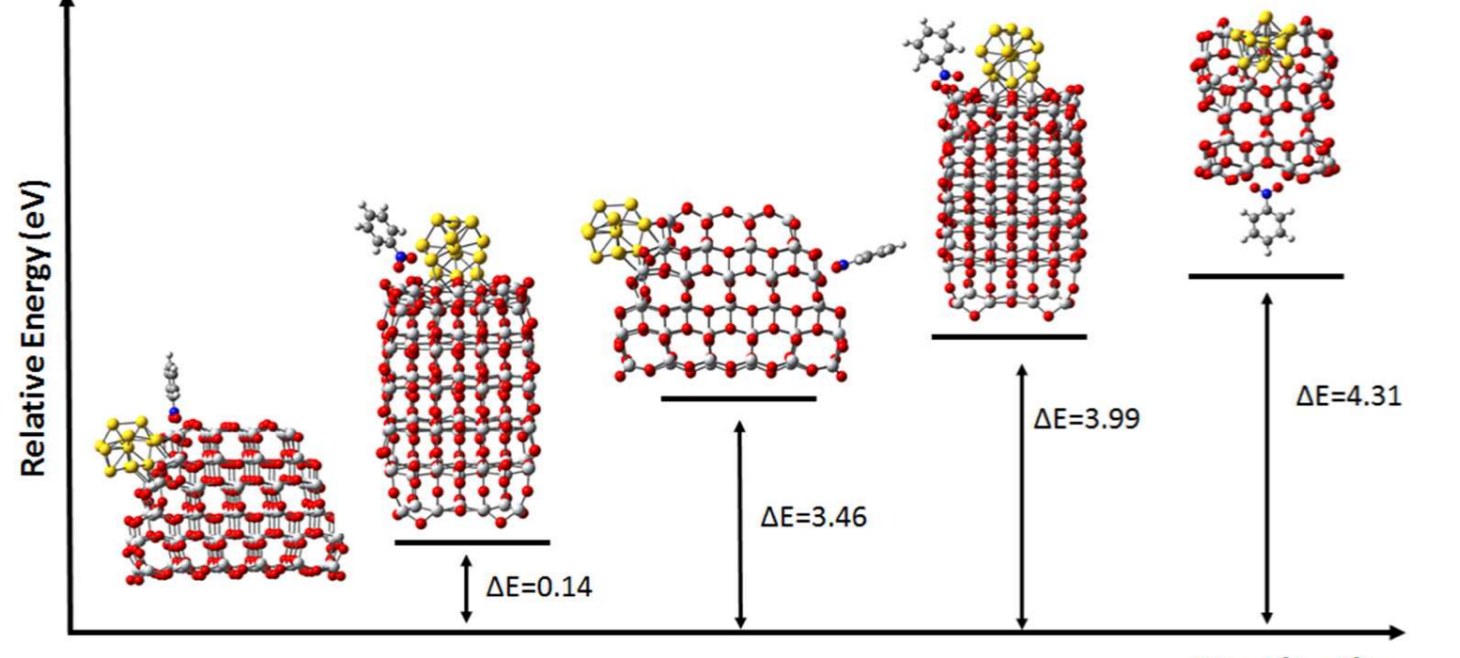 Relative Energy (eV)
ΔE=0.14
ΔE=3.46
ΔE=3.99
ΔE=4.31